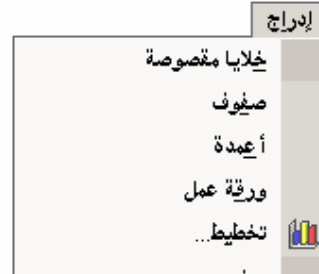 إدراج
خلايا مقصوصة
صفوف
أعمدة
ورقة عمل
تخطيط...